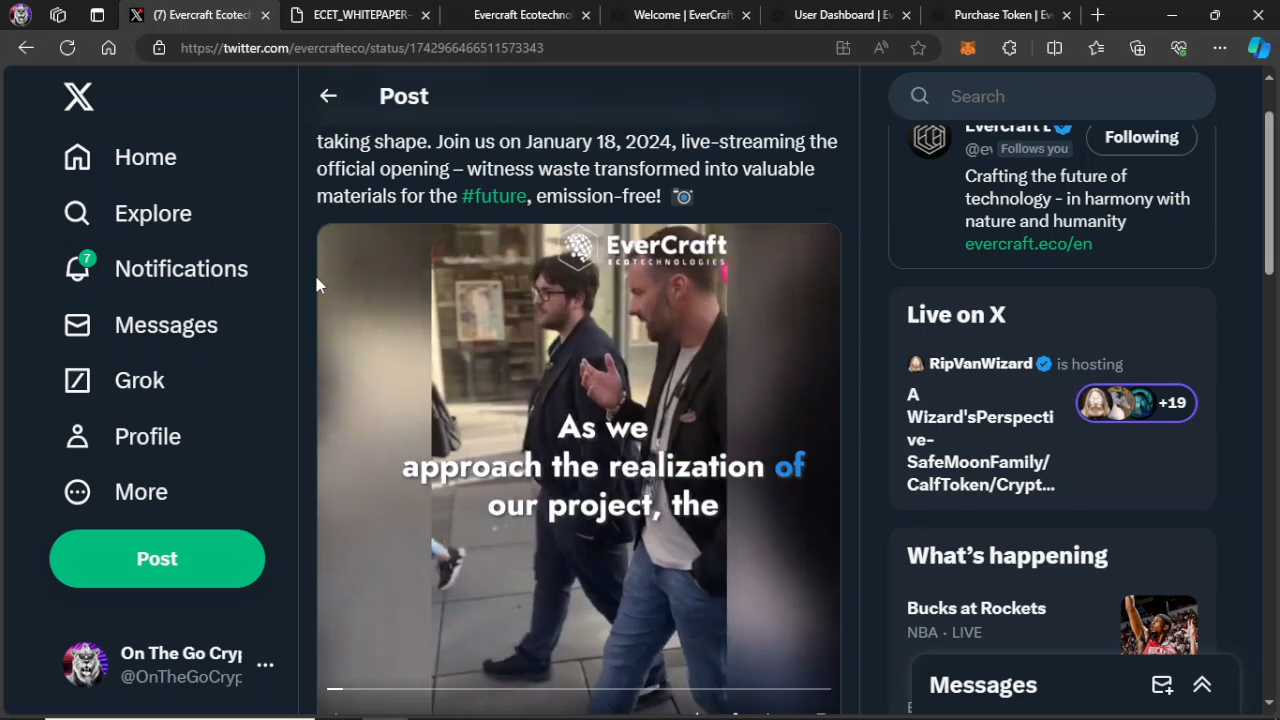 (7) Evercraft Ecotech
ECET_WHITEPAPER-
Evercraft Ecotechno
Welcome | EverCraf
User Dashboard | Ev
Purchase Token | Ev
https://twitter.com/evercrafteco/status/1742966466511573343
Post
Search
Home
Explore
7
Notifications
Messages
Grok
Profile
More
Post
On The Go Cryp
@OnTheGoCryp
taking shape. Join us on January 18, 2024, live-streaming the
official opening – witness waste transformed into valuable
materials for the #future, emission-free!
EverCraft
ECOTECHNOLOGIES
As we
approach the realization of
our project, the
Evercraft E
@ev Follows you
Following
Crafting the future of
technology - in harmony with
nature and humanity
evercraft.eco/en
Live on X
RipVanWizard is hosting
A
Wizard'sPerspecti
ve-
SafeMoonFamily/
CalfToken/Crypt...
+19
What's happening
Bucks at Rockets
NBA · LIVE
Messages